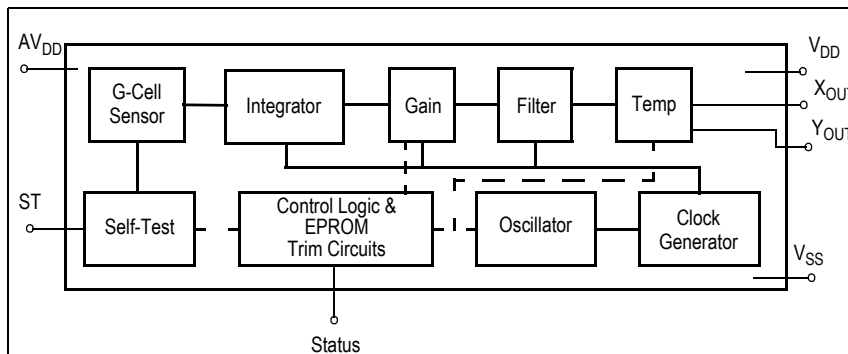 AVDD
VDD
G-Cell
Sensor
Integrator
Gain
Filter
Temp
XOUT
YOUT
ST
Self-Test
Control Logic &
EPROM
Trim Circuits
Oscillator
Clock
Generator
VSS
Status